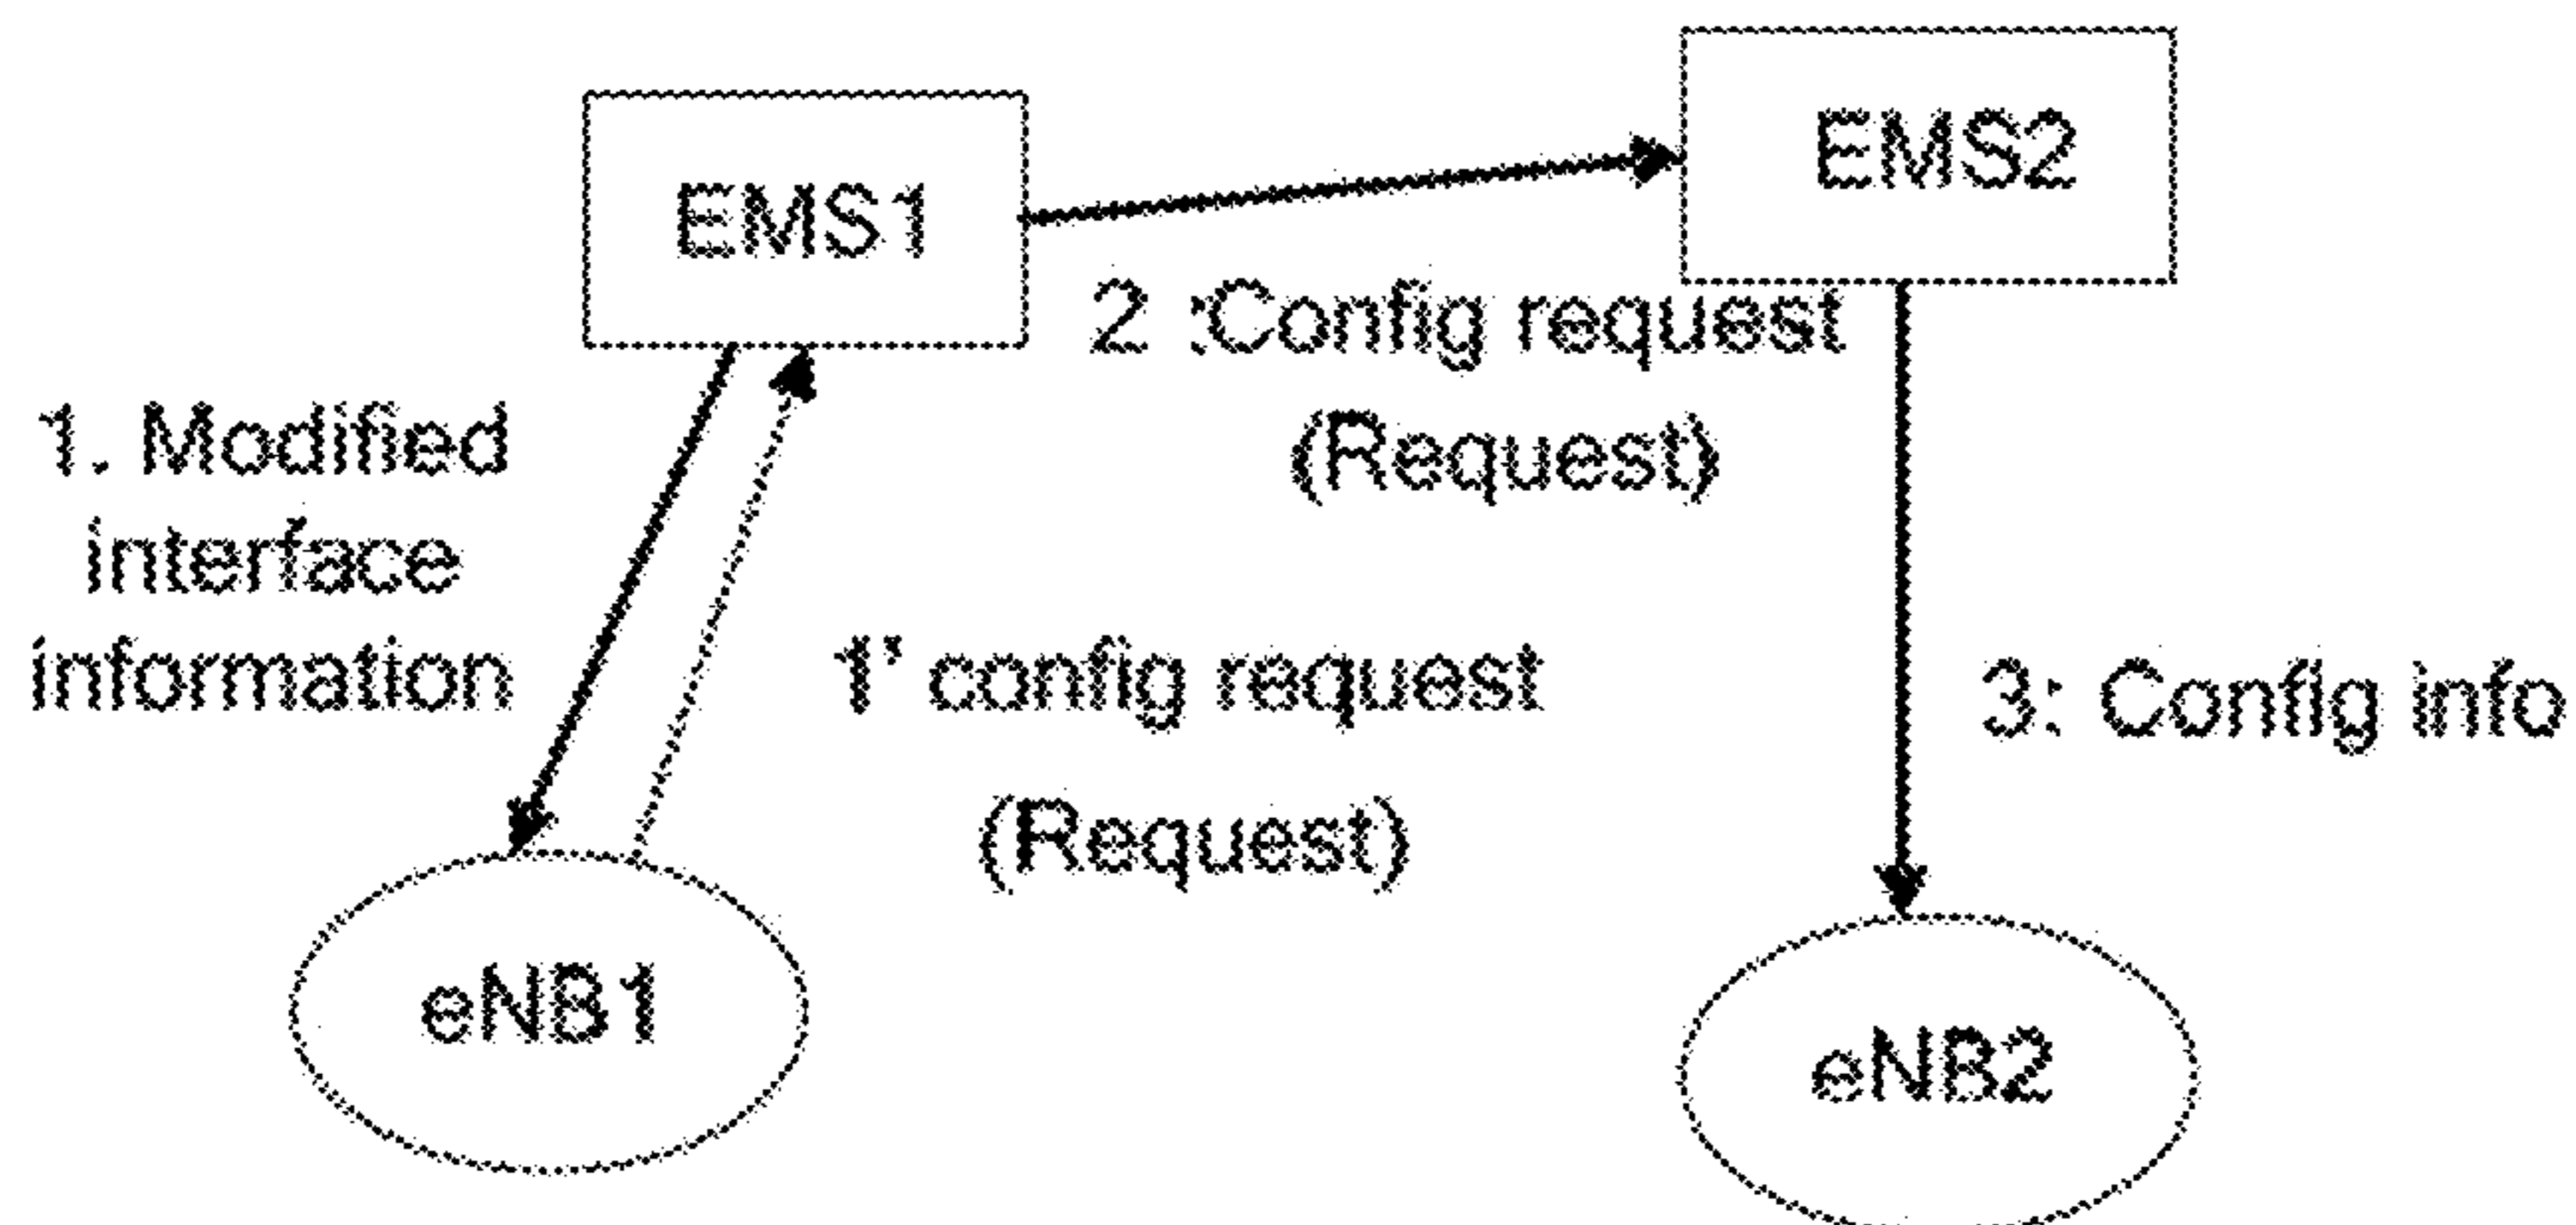 EMS1
EMS2
2 :Config request
(Request)
1. Modified
interface
information
1' config request
(Request)
3: Config info
eNB1
eNB2